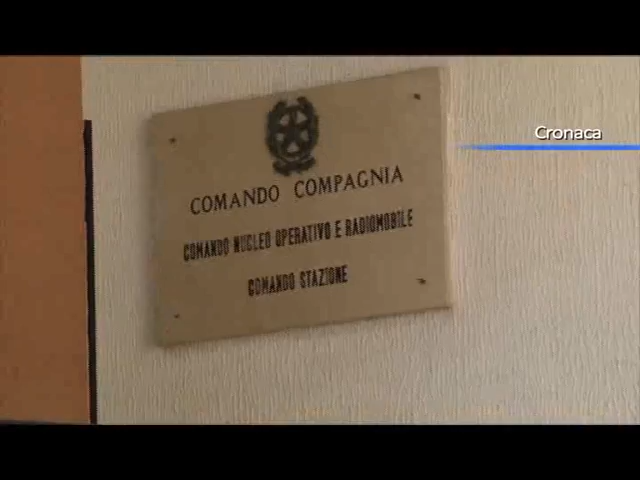 Cronaca
COMANDO COMPAGNIA
COMANDO NUCLEO OPERATIVO E RADIOMOBILE
COMANDO STAZIONE